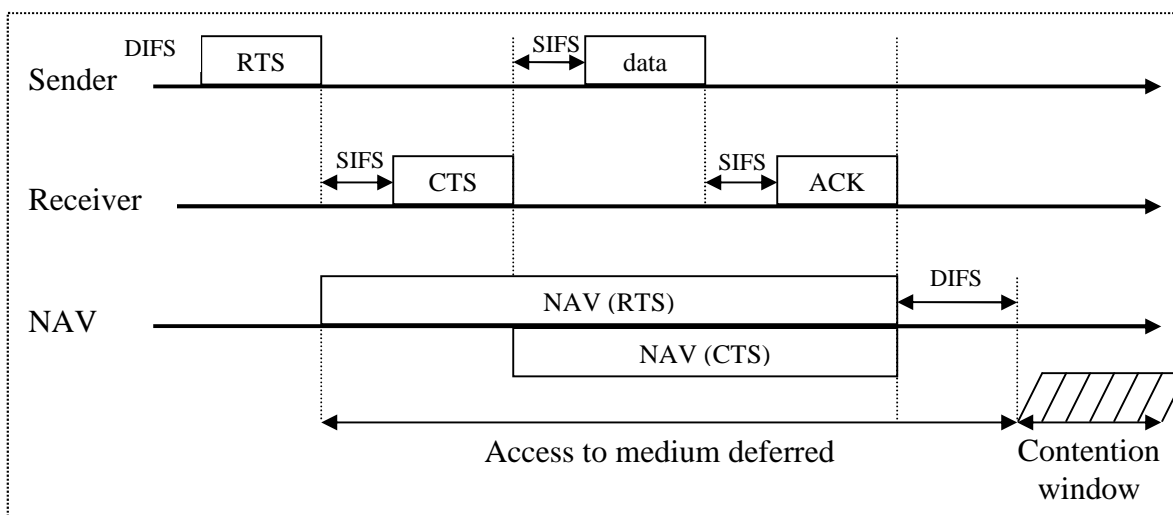 DIFS
RTS
SIFS
data
Sender
SIFS
CTS
SIFS
ACK
Receiver
NAV (RTS)
DIFS
NAV
NAV (CTS)
Access to medium deferred
Contention
window